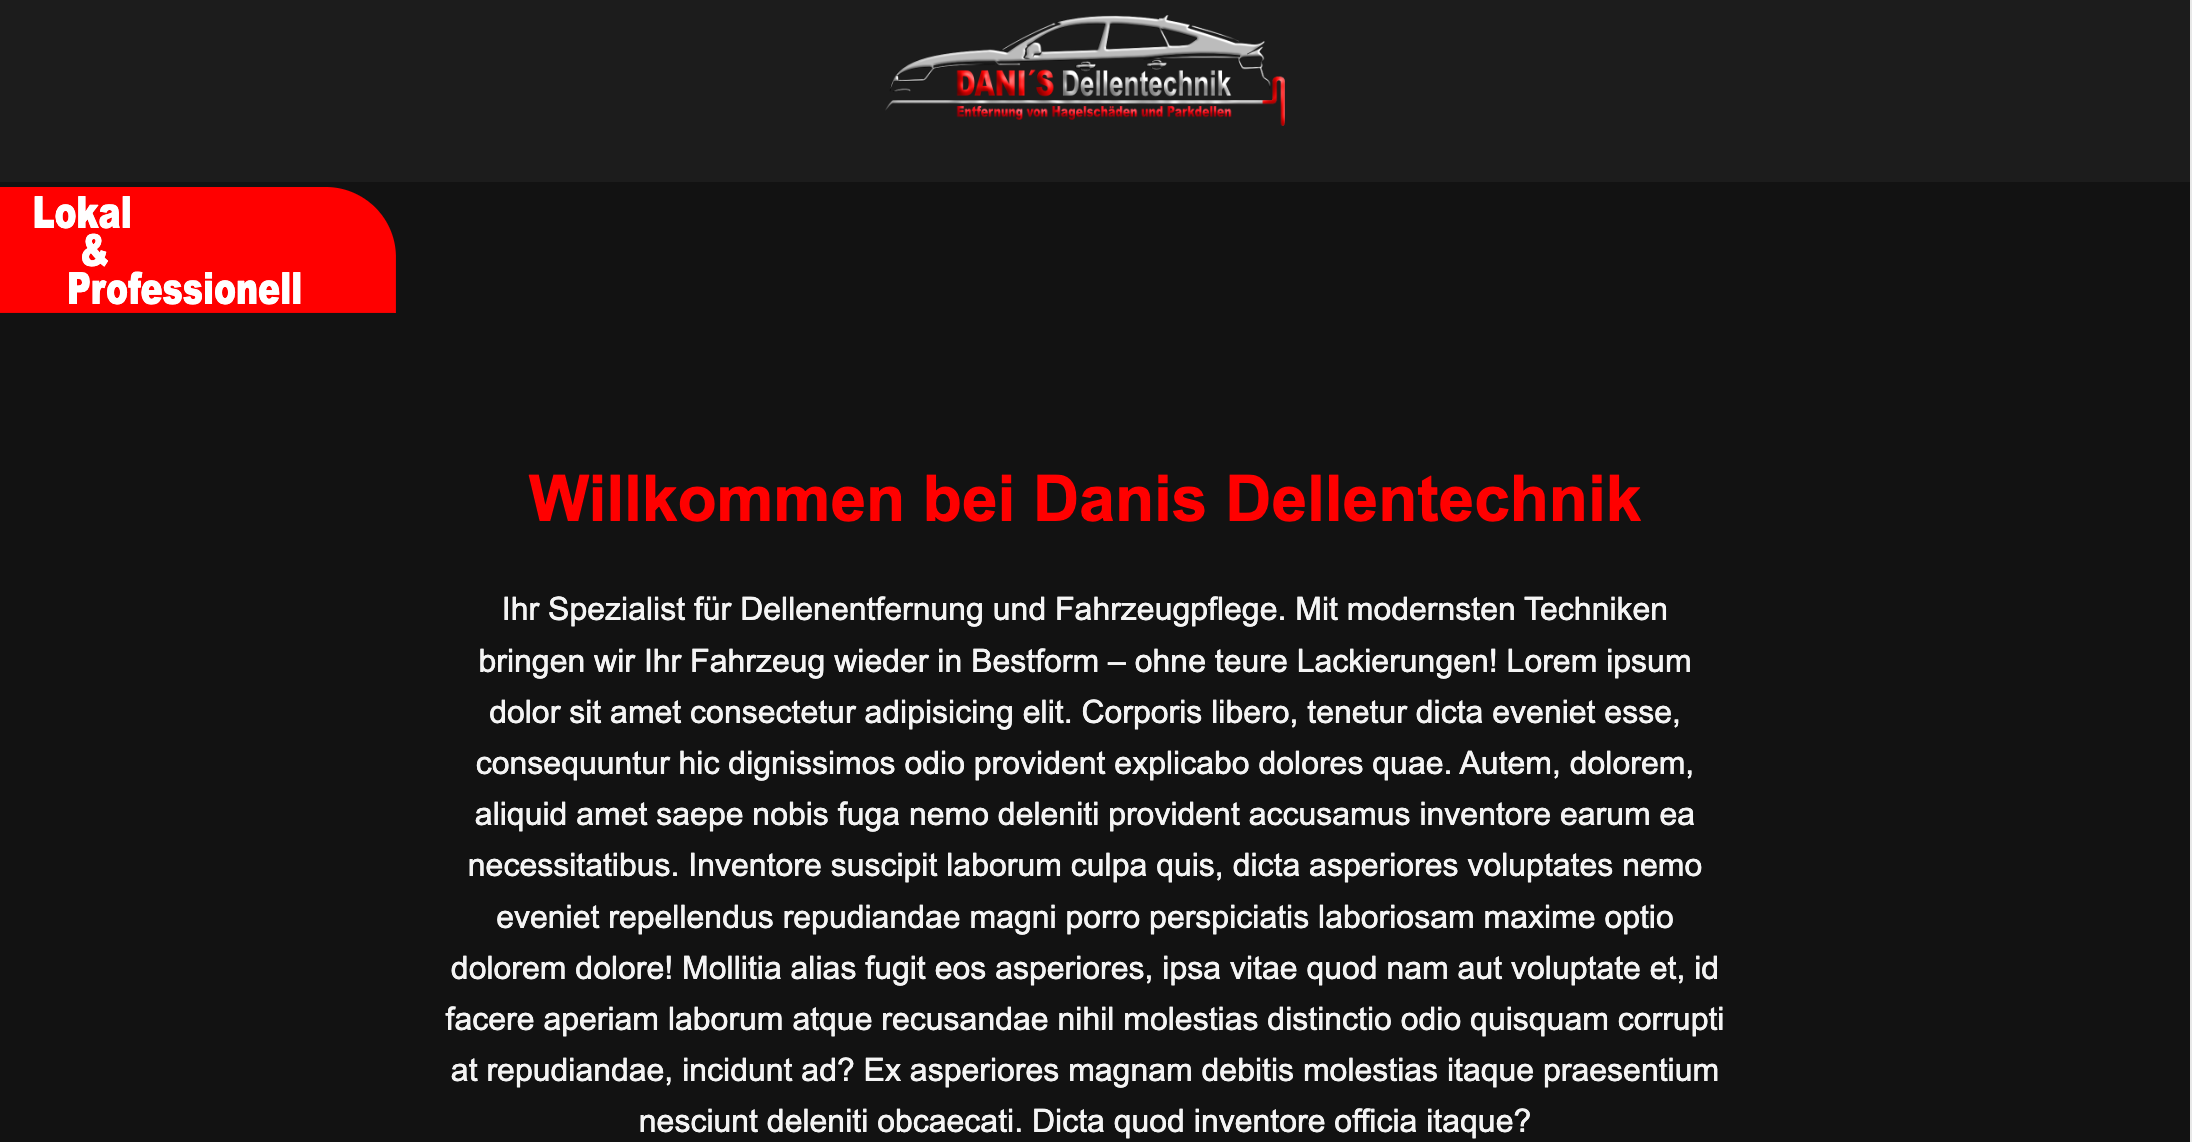 DANI´S Dellentechnik
Entfernung von Hagelschäden und Parkdellen
Lokal
&
Professionell
Willkommen bei Danis Dellentechnik
Ihr Spezialist für Dellenentfernung und Fahrzeugpflege. Mit modernsten Techniken
bringen wir Ihr Fahrzeug wieder in Bestform – ohne teure Lackierungen! Lorem ipsum
dolor sit amet consectetur adipisicing elit. Corporis libero, tenetur dicta eveniet esse,
consequuntur hic dignissimos odio provident explicabo dolores quae. Autem, dolorem,
aliquid amet saepe nobis fuga nemo deleniti provident accusamus inventore earum ea
necessitatibus. Inventore suscipit laborum culpa quis, dicta asperiores voluptates nemo
eveniet repellendus repudiandae magni porro perspiciatis laboriosam maxime optio
dolorem dolore! Mollitia alias fugit eos asperiores, ipsa vitae quod nam aut voluptate et, id
facere aperiam laborum atque recusandae nihil molestias distinctio odio quisquam corrupti
at repudiandae, incidunt ad? Ex asperiores magnam debitis molestias itaque praesentium
nesciunt deleniti obcaecati. Dicta quod inventore officia itaque?